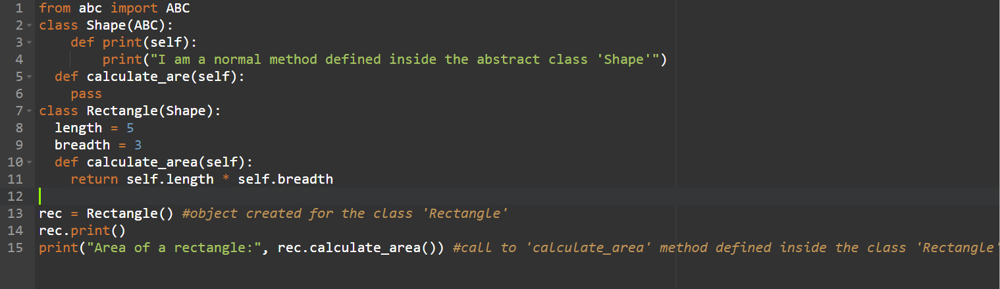 1 from abc import ABC
2 class Shape(ABC):
3     def print(self):
4         print("I am a normal method defined inside the abstract class 'Shape'")
5   def calculate_are(self):
6     pass
7 class Rectangle(Shape):
8   length = 5
9   breadth = 3
10   def calculate_area(self):
11     return self.length * self.breadth
12
13 rec = Rectangle() #object created for the class 'Rectangle'
14 rec.print()
15 print("Area of a rectangle:", rec.calculate_area()) #call to 'calculate_area' method defined inside the class 'Rectangle'